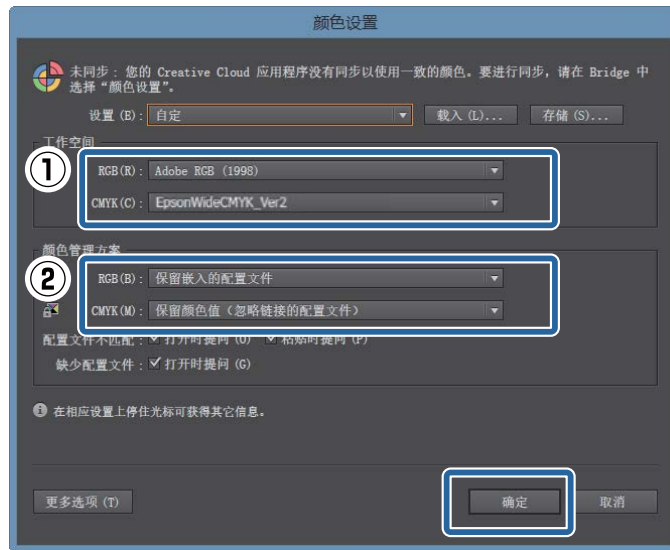 颜色设置
未同步：您的 Creative Cloud 应用程序没有同步以使用一致的颜色。要进行同步，请在 Bridge 中
选择“颜色设置”。
设置 (B)： 自定 载入 (L)... 存储 (S)...
工作空间
① RGB(R)： Adobe RGB (1998)
CMYK(C)： EpsonWideCMYK_Ver2
颜色管理方案
② RGB(B)： 保留嵌入的配置文件
CMYK(M)： 保留颜色值（忽略链接的配置文件）
配置文件不匹配： 打开时提问 (O) 粘贴时提问 (P)
缺少配置文件： 打开时提问 (G)
在相应设置上停住光标可获得其它信息。
更多选项 (T) 确定 取消